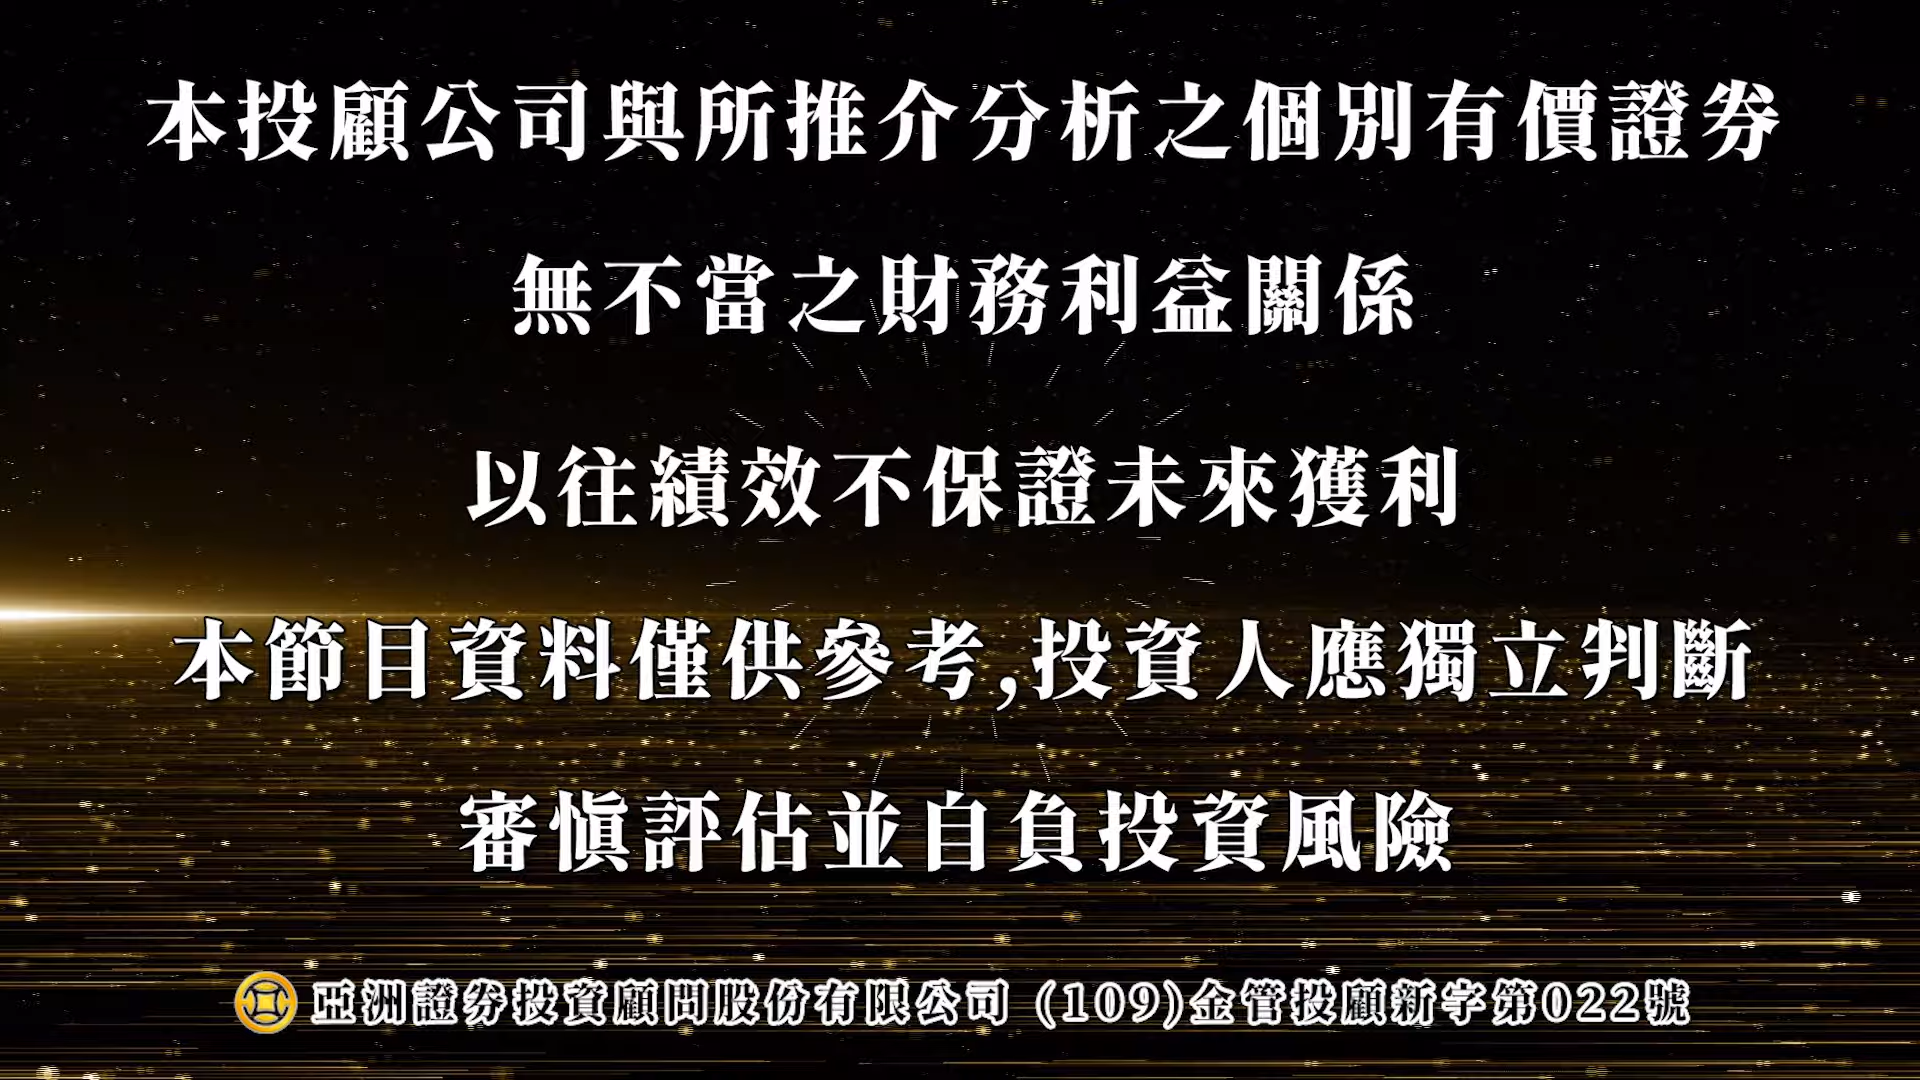 本投顧公司與所推介分析之個別有價證券
無不當之財務利益關係
以往績效不保證未來獲利
本節目資料僅供參考,投資人應獨立判斷
審慎評估並自負投資風險
亞洲證券投資顧問股份有限公司 (109)金管投顧新字第022號